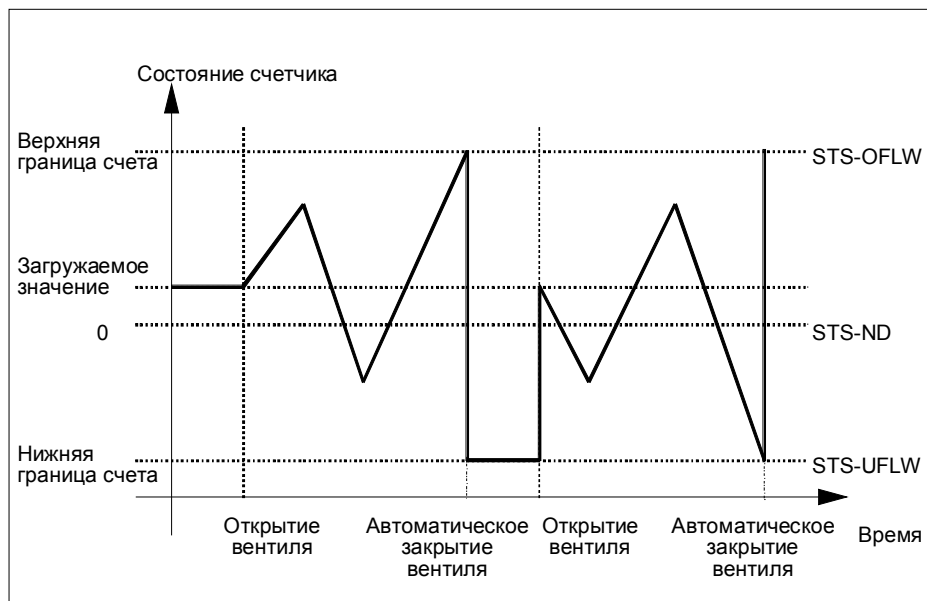 Состояние счетчика
Верхняя
граница счета
STS-OFLW
Загружаемое
значение
0
STS-ND
Нижняя
граница счета
STS-UFLW
Открытие
вентиля
Автоматическое
закрытие
вентиля
Открытие
вентиля
Автоматическое
закрытие
вентиля
Время